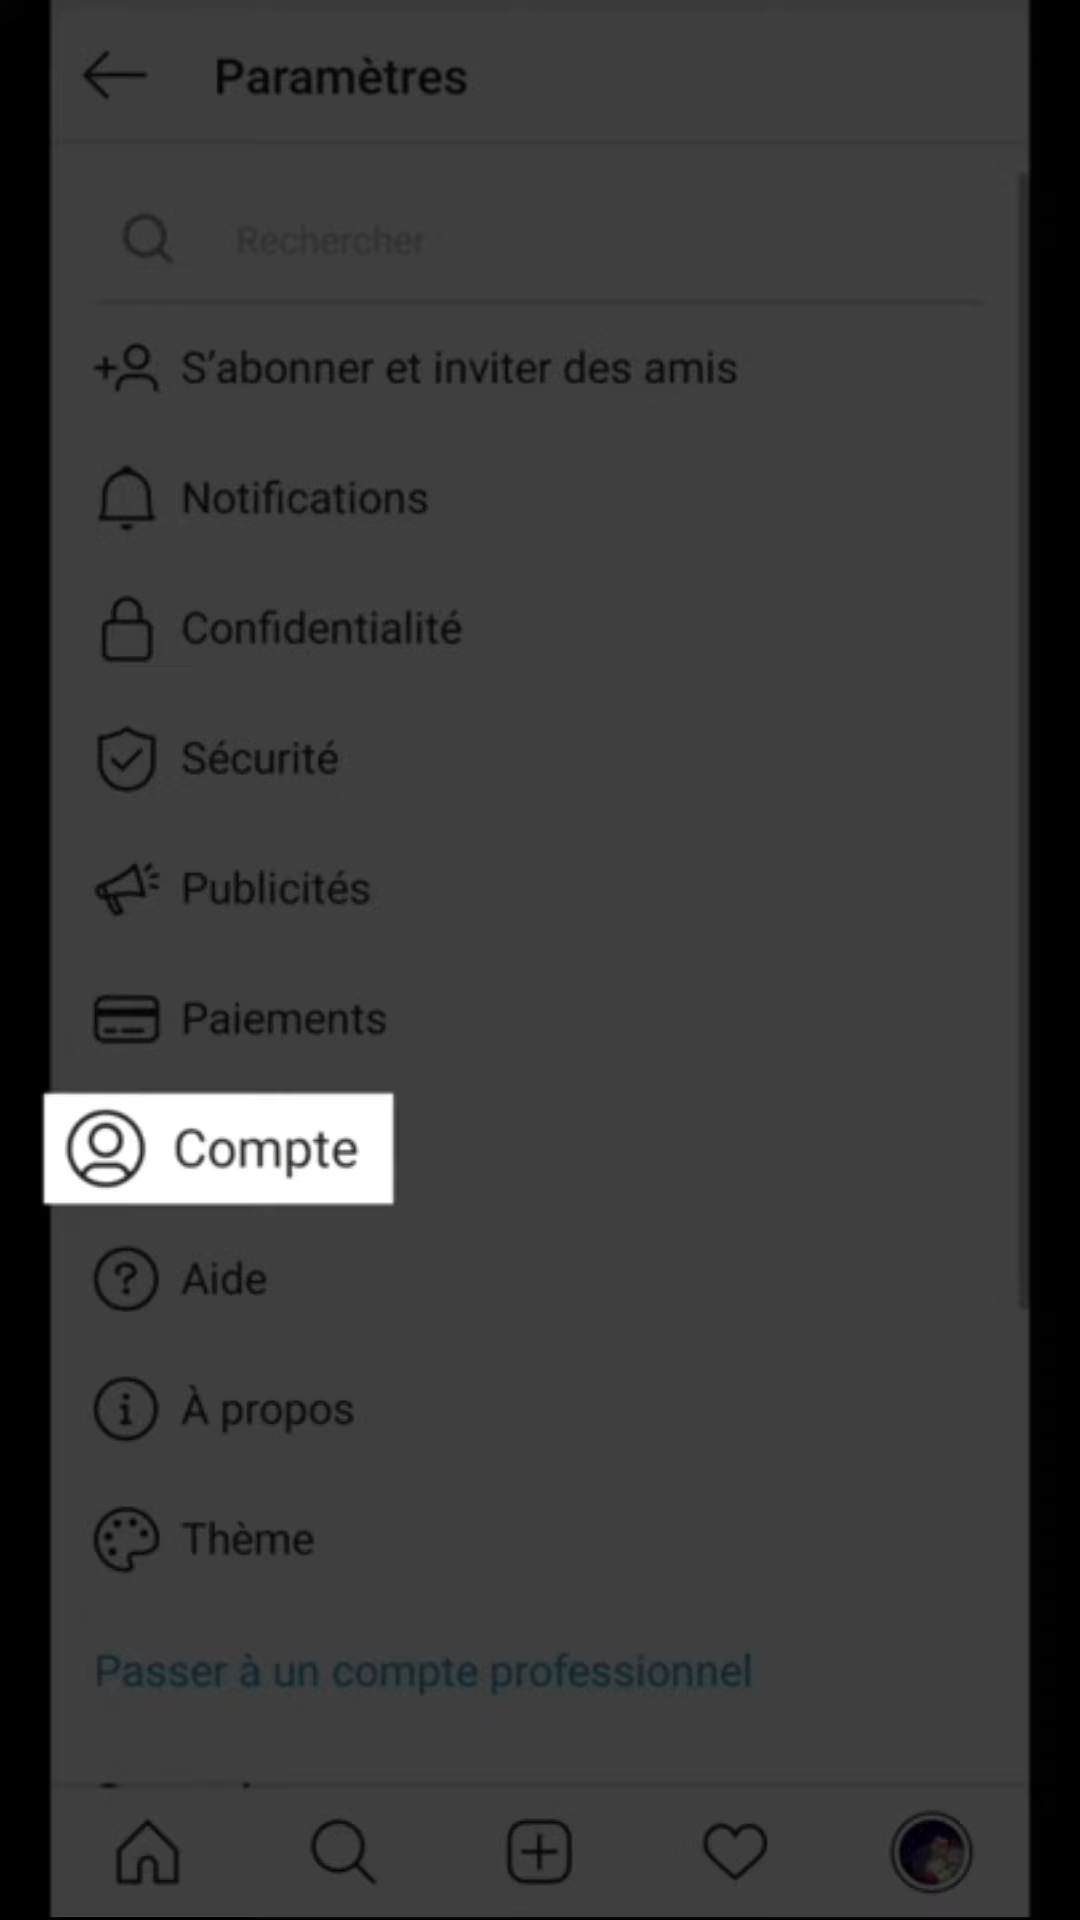 Paramètres
Rechercher
S’abonner et inviter des amis
Notifications
Confidentialité
Sécurité
Publicités
Paiements
Compte
Aide
À propos
Thème
Passer à un compte professionnel